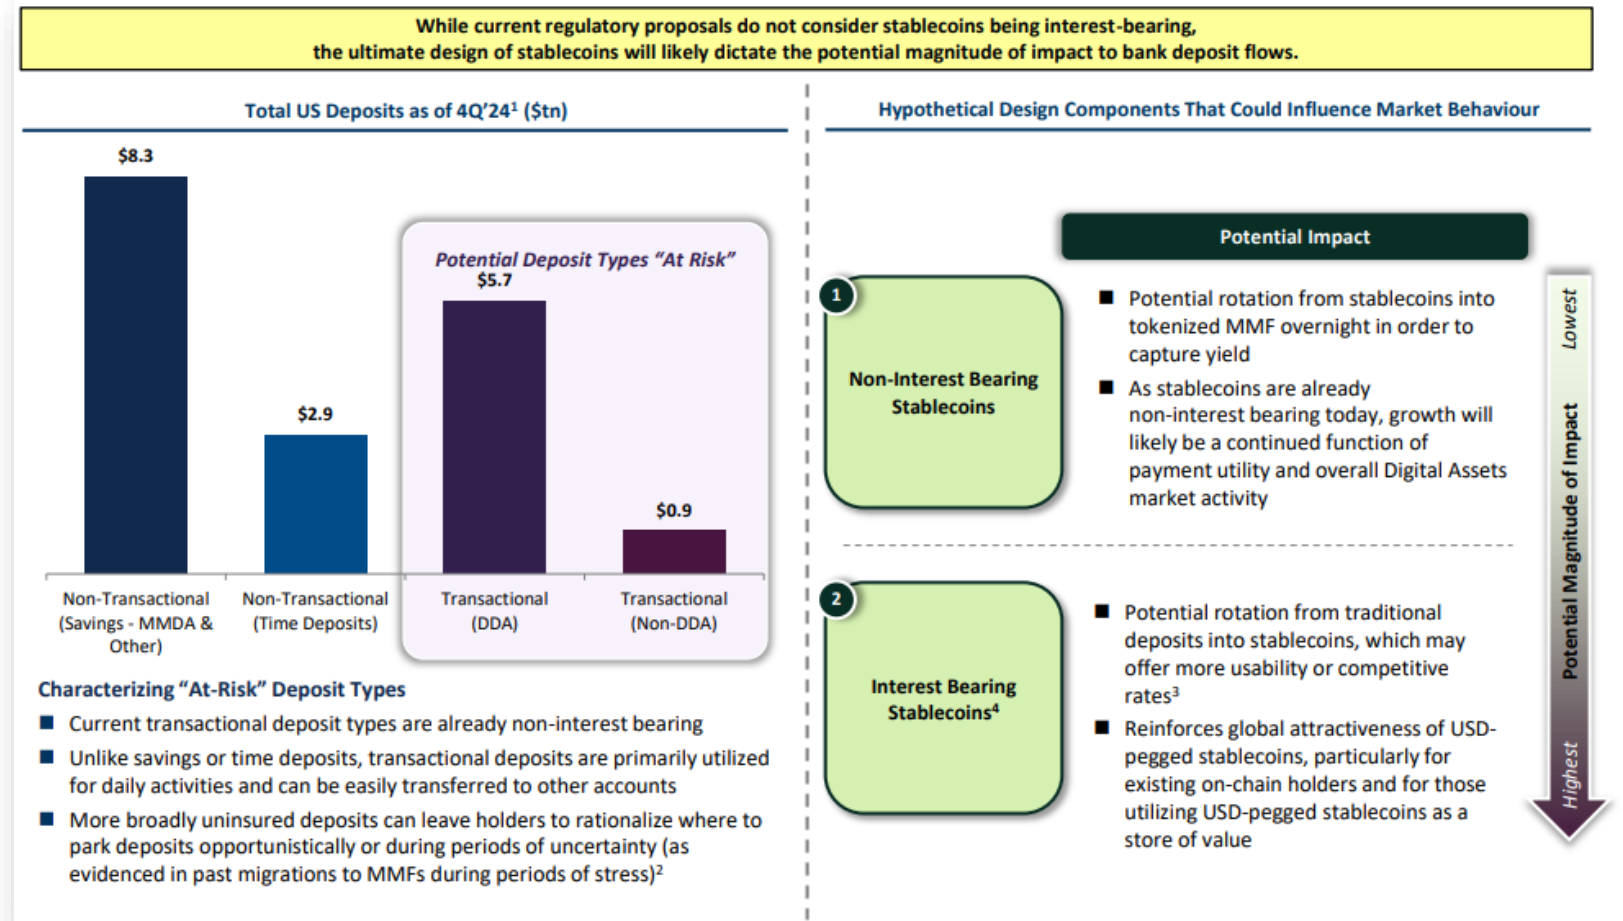 While current regulatory proposals do not consider stablecoins being interest-bearing,
the ultimate design of stablecoins will likely dictate the potential magnitude of impact to bank deposit flows.
Total US Deposits as of 4Q'24¹ ($tn)
$8.3
$2.9
Potential Deposit Types "At Risk"
$5.7
$0.9
Non-Transactional
(Savings - MMDA &
Other)
Non-Transactional
(Time Deposits)
Transactional
(DDA)
Transactional
(Non-DDA)
Characterizing "At-Risk" Deposit Types
■ Current transactional deposit types are already non-interest bearing
■ Unlike savings or time deposits, transactional deposits are primarily utilized
for daily activities and can be easily transferred to other accounts
■ More broadly uninsured deposits can leave holders to rationalize where to
park deposits opportunistically or during periods of uncertainty (as
evidenced in past migrations to MMFs during periods of stress)²
Hypothetical Design Components That Could Influence Market Behaviour
Potential Impact
1
Non-Interest Bearing
Stablecoins
■ Potential rotation from stablecoins into
tokenized MMF overnight in order to
capture yield
■ As stablecoins are already
non-interest bearing today, growth will
likely be a continued function of
payment utility and overall Digital Assets
market activity
2
Interest Bearing
Stablecoins⁴
■ Potential rotation from traditional
deposits into stablecoins, which may
offer more usability or competitive
rates³
■ Reinforces global attractiveness of USD-
pegged stablecoins, particularly for
existing on-chain holders and for those
utilizing USD-pegged stablecoins as a
store of value
Lowest
Potential Magnitude of Impact
Highest